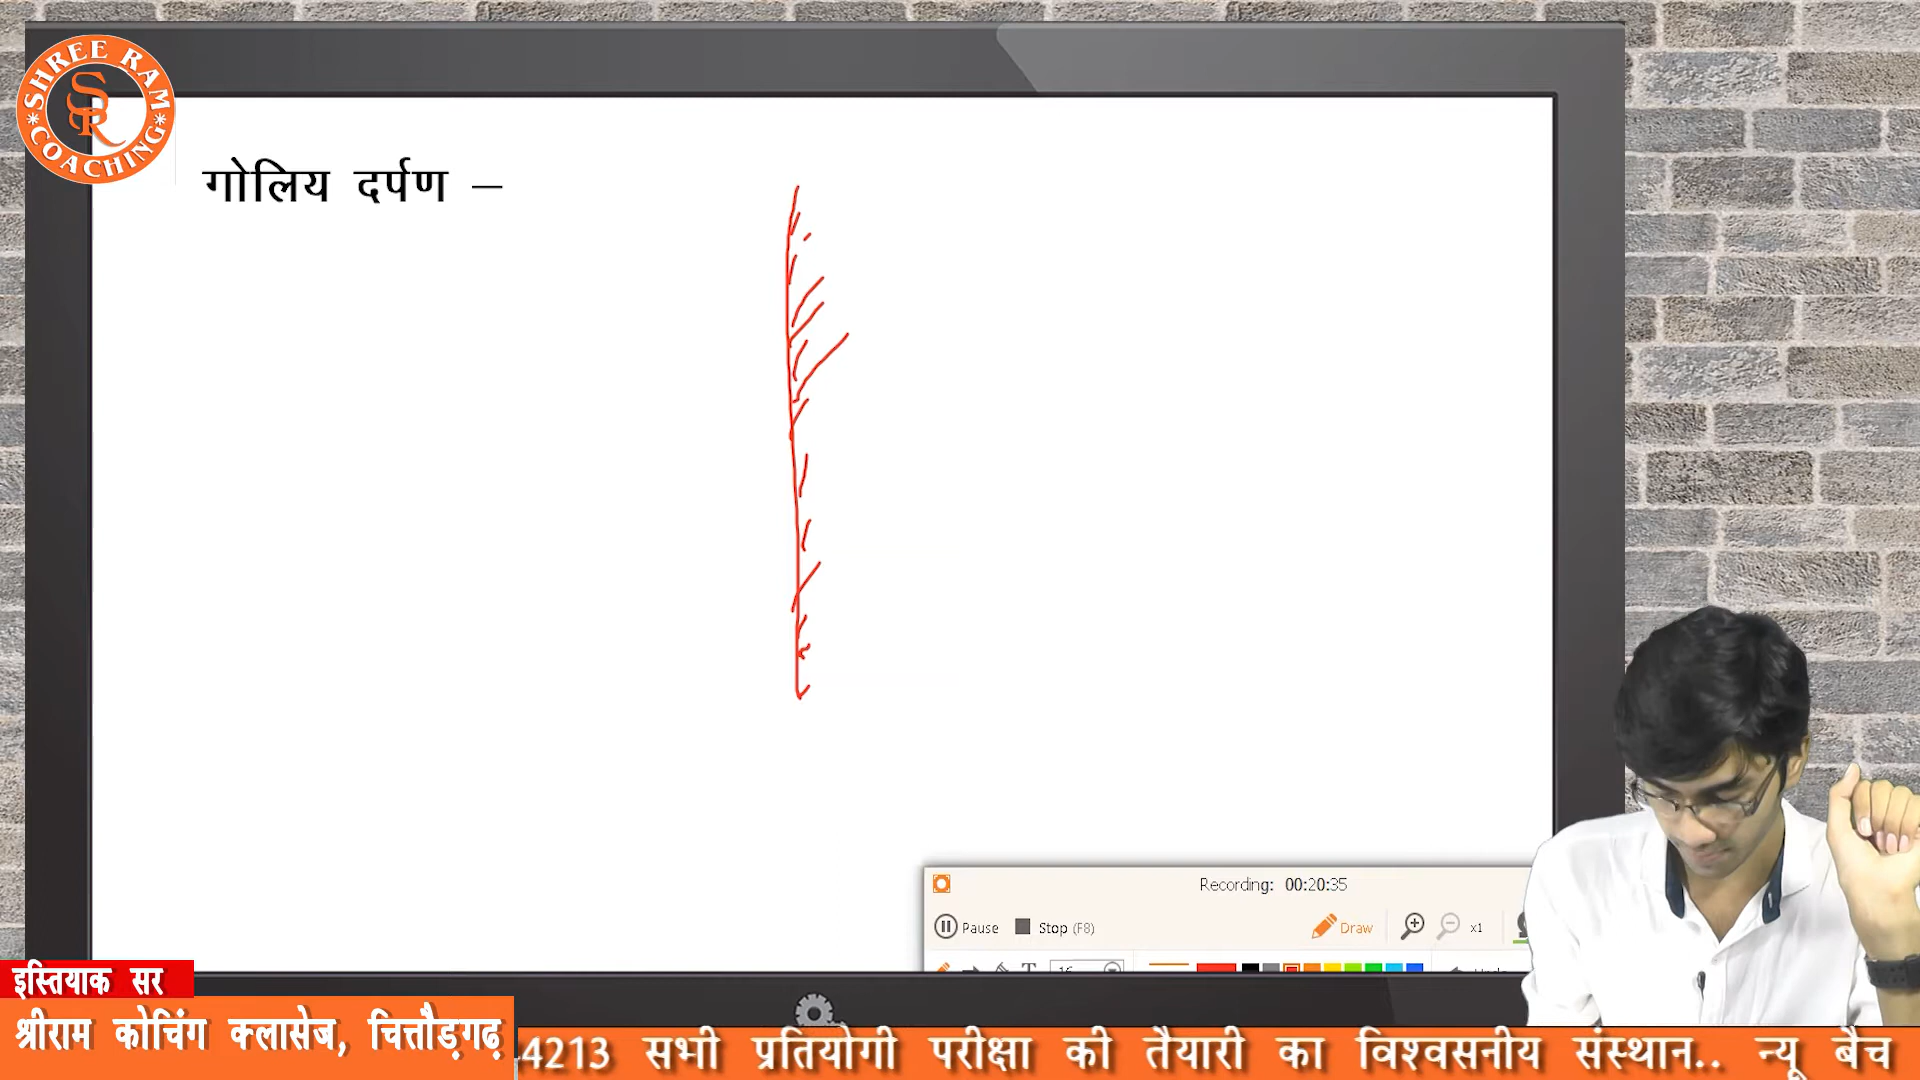 SHREE RAM
SR
COACHING
गोलिय दर्पण –
Recording: 00:20:35
Pause
Stop (F8)
Draw
x1
इस्तियाक सर
श्रीराम कोचिंग क्लासेज, चित्तौड़गढ़
-4213 सभी प्रतियोगी परीक्षा की तैयारी का विश्वसनीय संस्थान.. न्यू बैच